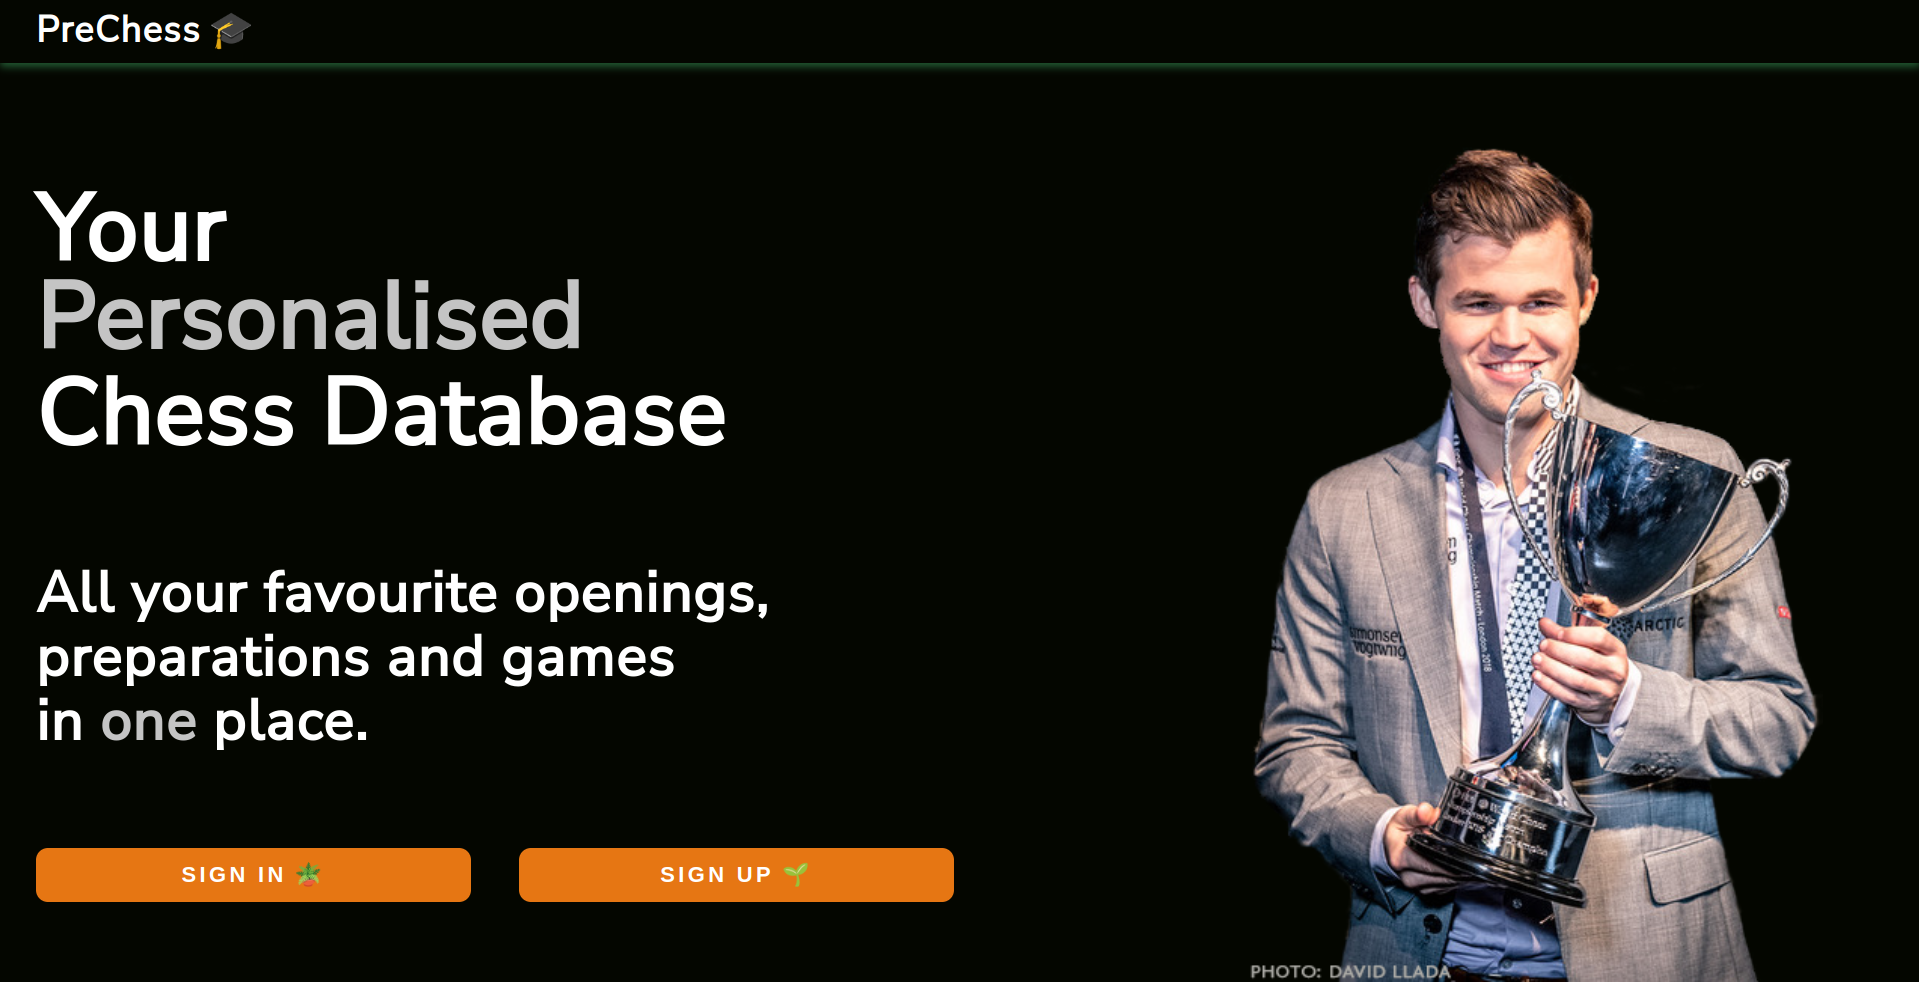 PreChess 🎓
Your
Personalised
Chess Database
All your favourite openings,
preparations and games
in one place.
SIGN IN 🪴
SIGN UP 🌱
ARCTIC
2018
PHOTO: DAVID LLADA